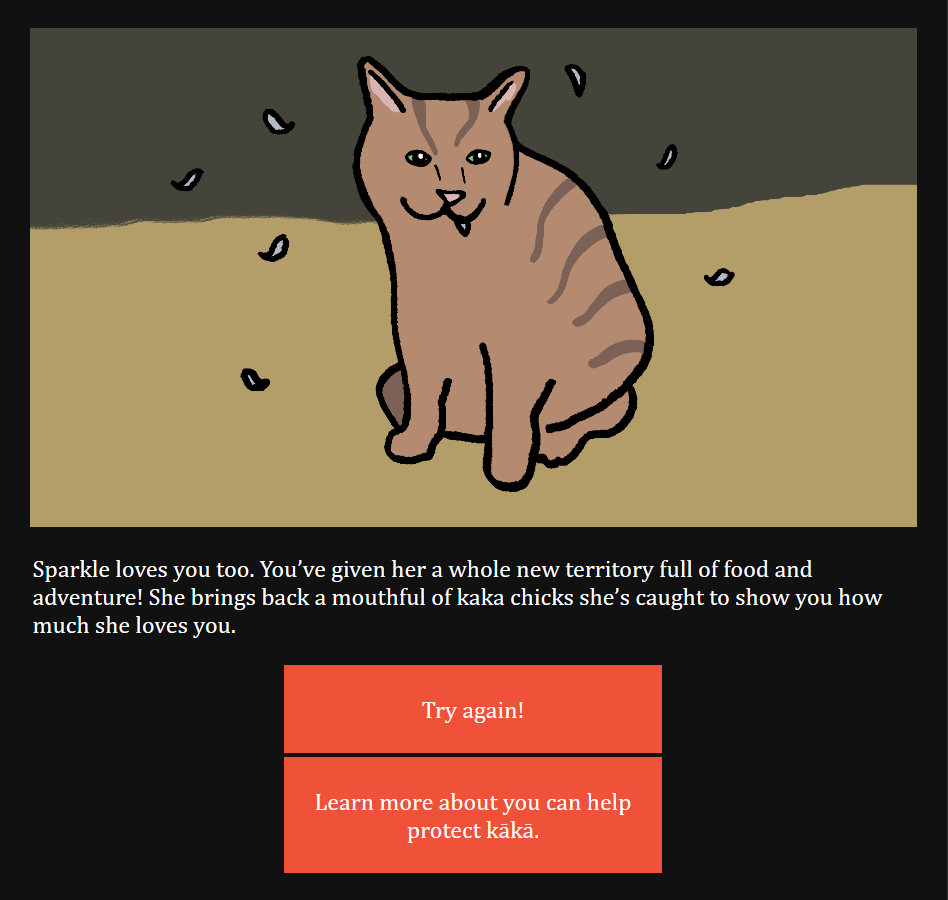 Sparkle loves you too. You’ve given her a whole new territory full of food and
adventure! She brings back a mouthful of kaka chicks she’s caught to show you how
much she loves you.
Try again!
Learn more about you can help
protect kākā.